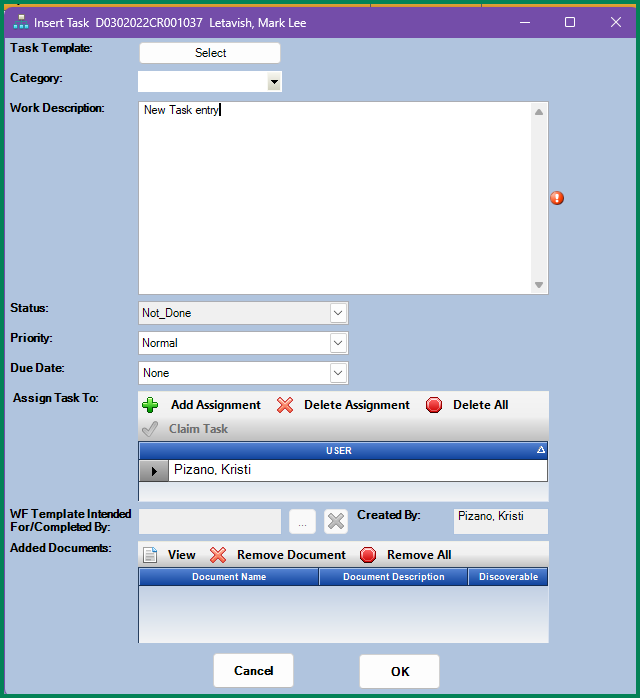 Insert Task D0302022CR001037 Letavish, Mark Lee
Task Template:
Select
Category:
Work Description:
New Task entry
Status:
Not_Done
Priority:
Normal
Due Date:
None
Assign Task To:
Add Assignment Delete Assignment Delete All
Claim Task
USER
Pizano, Kristi
WF Template Intended
For/Completed By:
...
Created By:
Pizano, Kristi
Added Documents:
View Remove Document Remove All
Document Name Document Description Discoverable
Cancel OK